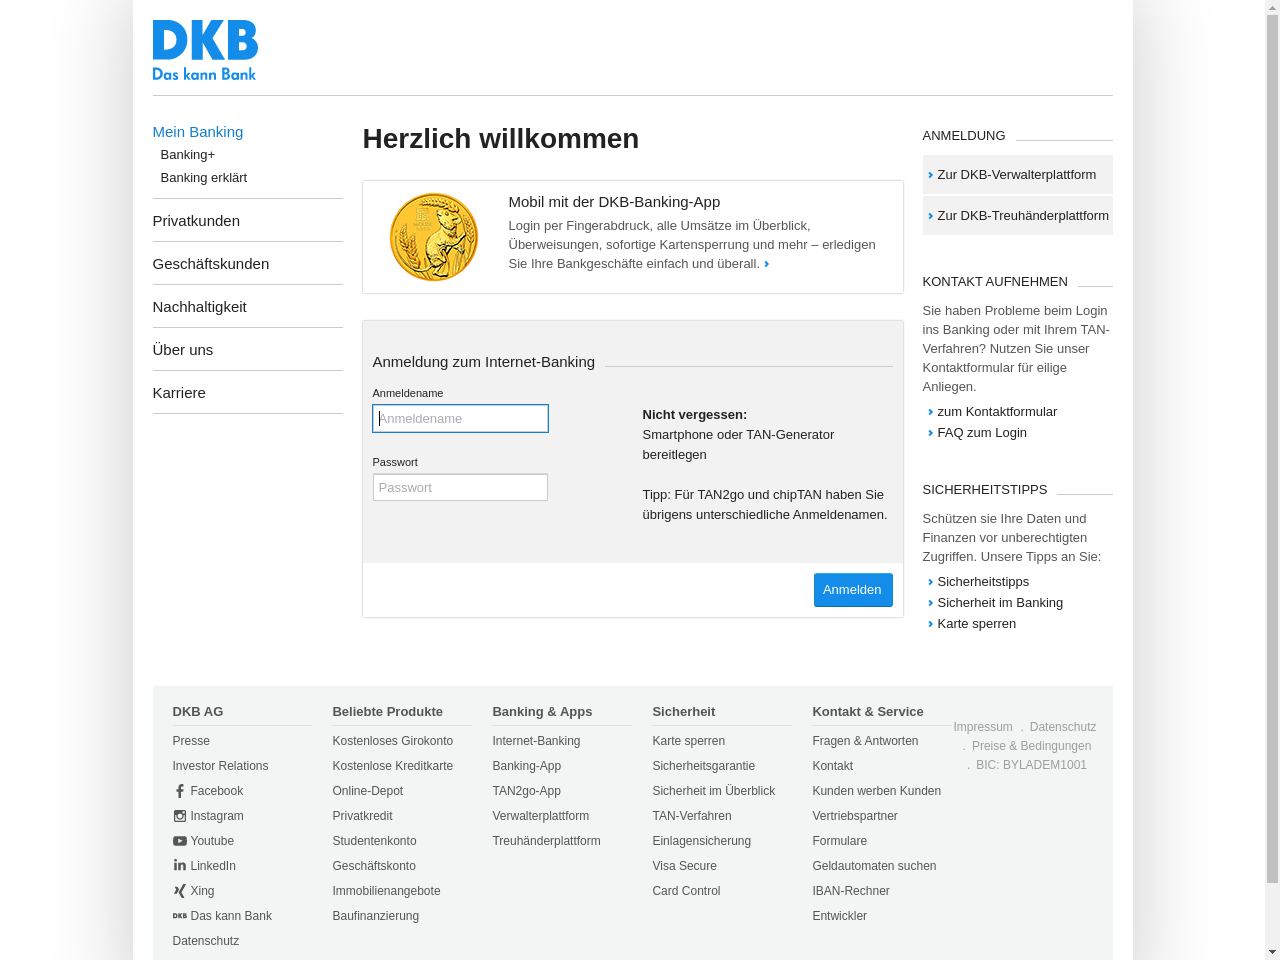 DKB
Das kann Bank
Mein Banking
Banking+
Banking erklärt
Privatkunden
Geschäftskunden
Nachhaltigkeit
Über uns
Karriere
Herzlich willkommen
Mobil mit der DKB-Banking-App
Login per Fingerabdruck, alle Umsätze im Überblick,
Überweisungen, sofortige Kartensperrung und mehr – erledigen
Sie Ihre Bankgeschäfte einfach und überall.
Anmeldung zum Internet-Banking
Anmeldename
Anmeldename
Passwort
Passwort
Nicht vergessen:
Smartphone oder TAN-Generator
bereitlegen
Tipp: Für TAN2go und chipTAN haben Sie
übrigens unterschiedliche Anmeldenamen.
Anmelden
ANMELDUNG
Zur DKB-Verwalterplattform
Zur DKB-Treuhänderplattform
KONTAKT AUFNEHMEN
Sie haben Probleme beim Login
ins Banking oder mit Ihrem TAN-
Verfahren? Nutzen Sie unser
Kontaktformular für eilige
Anliegen.
zum Kontaktformular
FAQ zum Login
SICHERHEITSTIPPS
Schützen sie Ihre Daten und
Finanzen vor unberechtigten
Zugriffen. Unsere Tipps an Sie:
Sicherheitstipps
Sicherheit im Banking
Karte sperren
DKB AG
Presse
Investor Relations
Facebook
Instagram
Youtube
LinkedIn
Xing
DKB Das kann Bank
Datenschutz
Beliebte Produkte
Kostenloses Girokonto
Kostenlose Kreditkarte
Online-Depot
Privatkredit
Studentenkonto
Geschäftskonto
Immobilienangebote
Baufinanzierung
Banking & Apps
Internet-Banking
Banking-App
TAN2go-App
Verwalterplattform
Treuhänderplattform
Sicherheit
Karte sperren
Sicherheitsgarantie
Sicherheit im Überblick
TAN-Verfahren
Einlagensicherung
Visa Secure
Card Control
Kontakt & Service
Fragen & Antworten
Kontakt
Kunden werben Kunden
Vertriebspartner
Formulare
Geldautomaten suchen
IBAN-Rechner
Entwickler
Impressum . Datenschutz
. Preise & Bedingungen
. BIC: BYLADEM1001